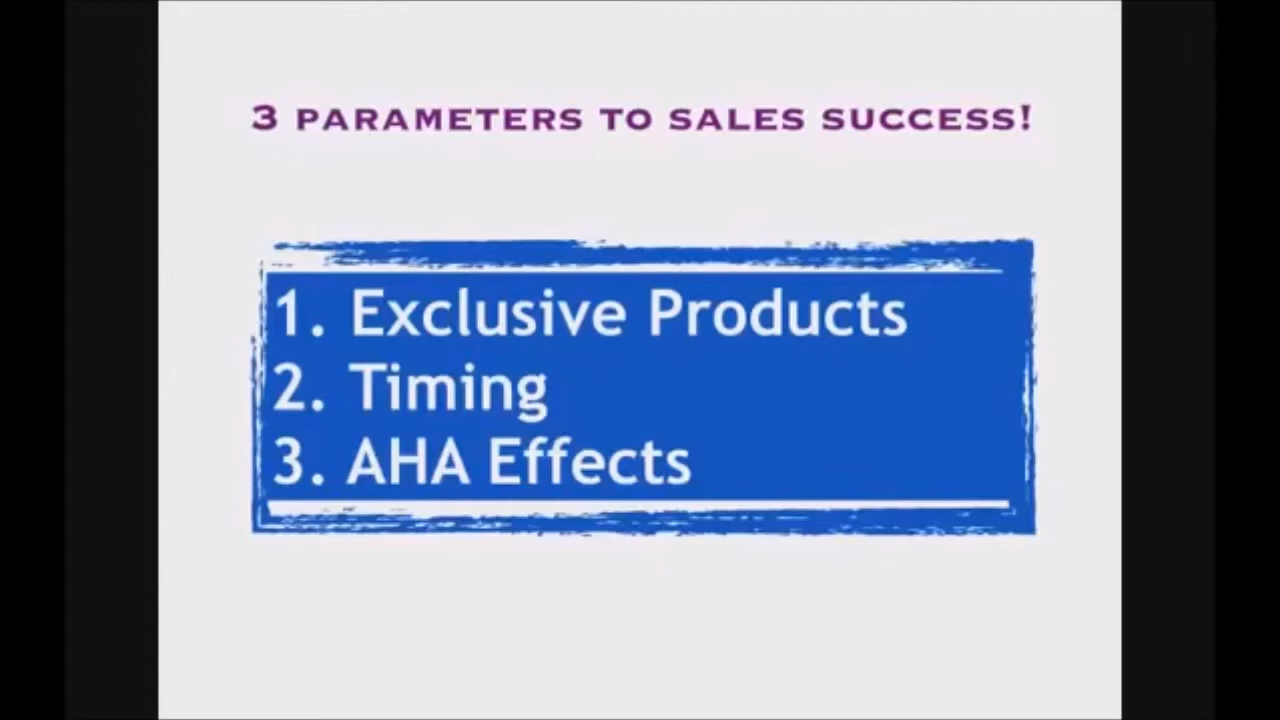 3 PARAMETERS TO SALES SUCCESS!
1. Exclusive Products
2. Timing
3. AHA Effects